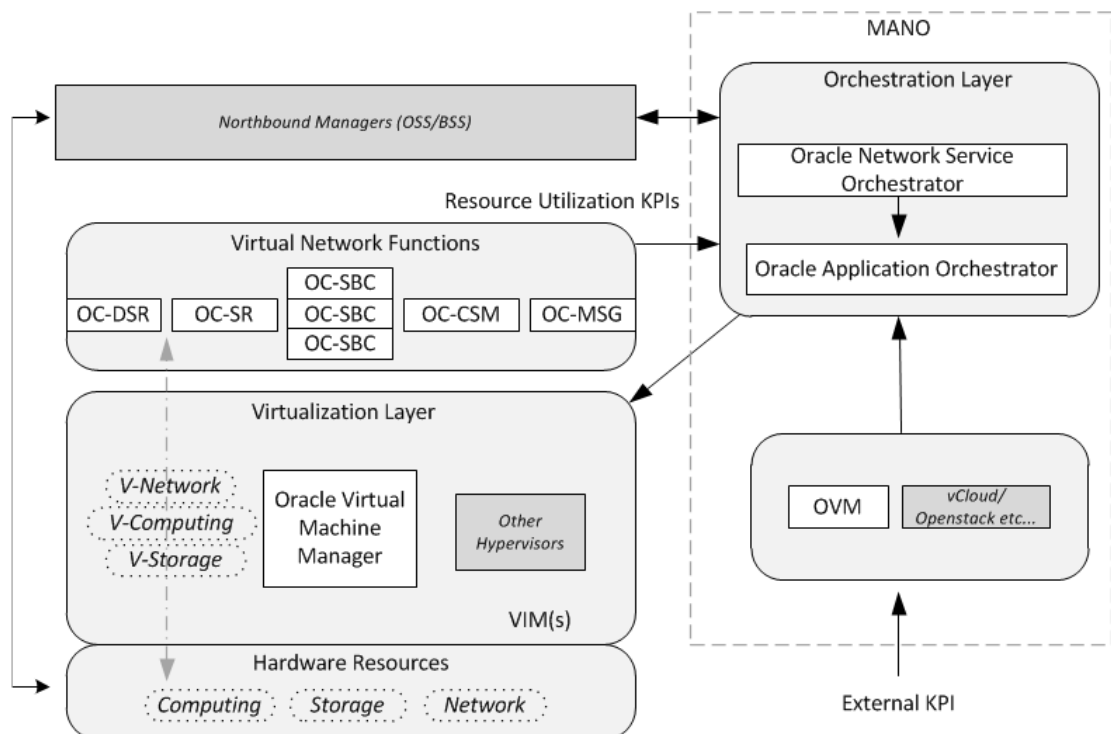 MANO
Orchestration Layer
Northbound Managers (OSS/BSS)
Oracle Network Service
Orchestrator
Resource Utilization KPIs
Virtual Network Functions
Oracle Application Orchestrator
OC-SBC
OC-DSR
OC-SR
OC-SBC
OC-CSM
OC-MSG
OC-SBC
Virtualization Layer
V-Network
V-Computing
V-Storage
Oracle Virtual
Machine
Manager
Other
Hypervisors
OVM
vCloud/
Openstack etc...
VIM(s)
Hardware Resources
Computing
Storage
Network
External KPI